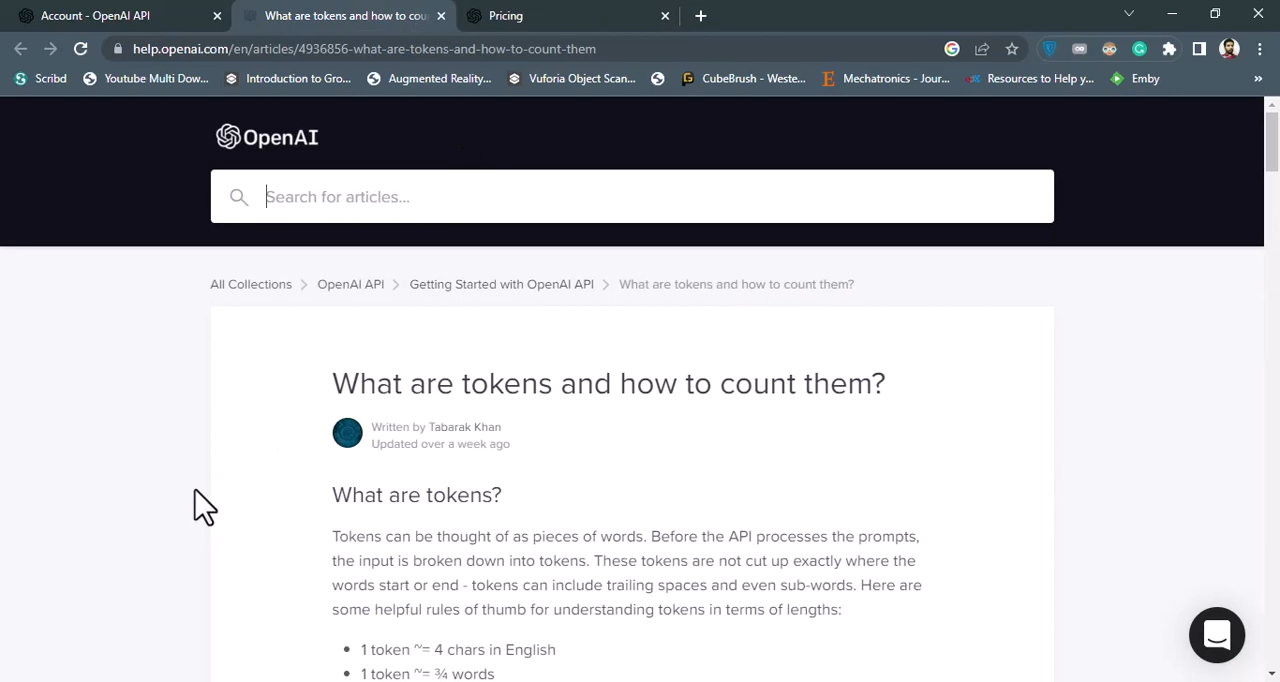 Account - OpenAI API
What are tokens and how to cou
Pricing
help.openai.com/en/articles/4936856-what-are-tokens-and-how-to-count-them
Scribd
Youtube Multi Dow...
Introduction to Gro...
Augmented Reality...
Vuforia Object Scan...
CubeBrush - Weste...
Mechatronics - Jour...
Resources to Help y...
Emby
OpenAI
Search for articles...
All Collections
OpenAI API
Getting Started with OpenAI API
What are tokens and how to count them?
What are tokens and how to count them?
Written by Tabarak Khan
Updated over a week ago
What are tokens?
Tokens can be thought of as pieces of words. Before the API processes the prompts,
the input is broken down into tokens. These tokens are not cut up exactly where the
words start or end - tokens can include trailing spaces and even sub-words. Here are
some helpful rules of thumb for understanding tokens in terms of lengths:
1 token ~= 4 chars in English
1 token ~= ¾ words